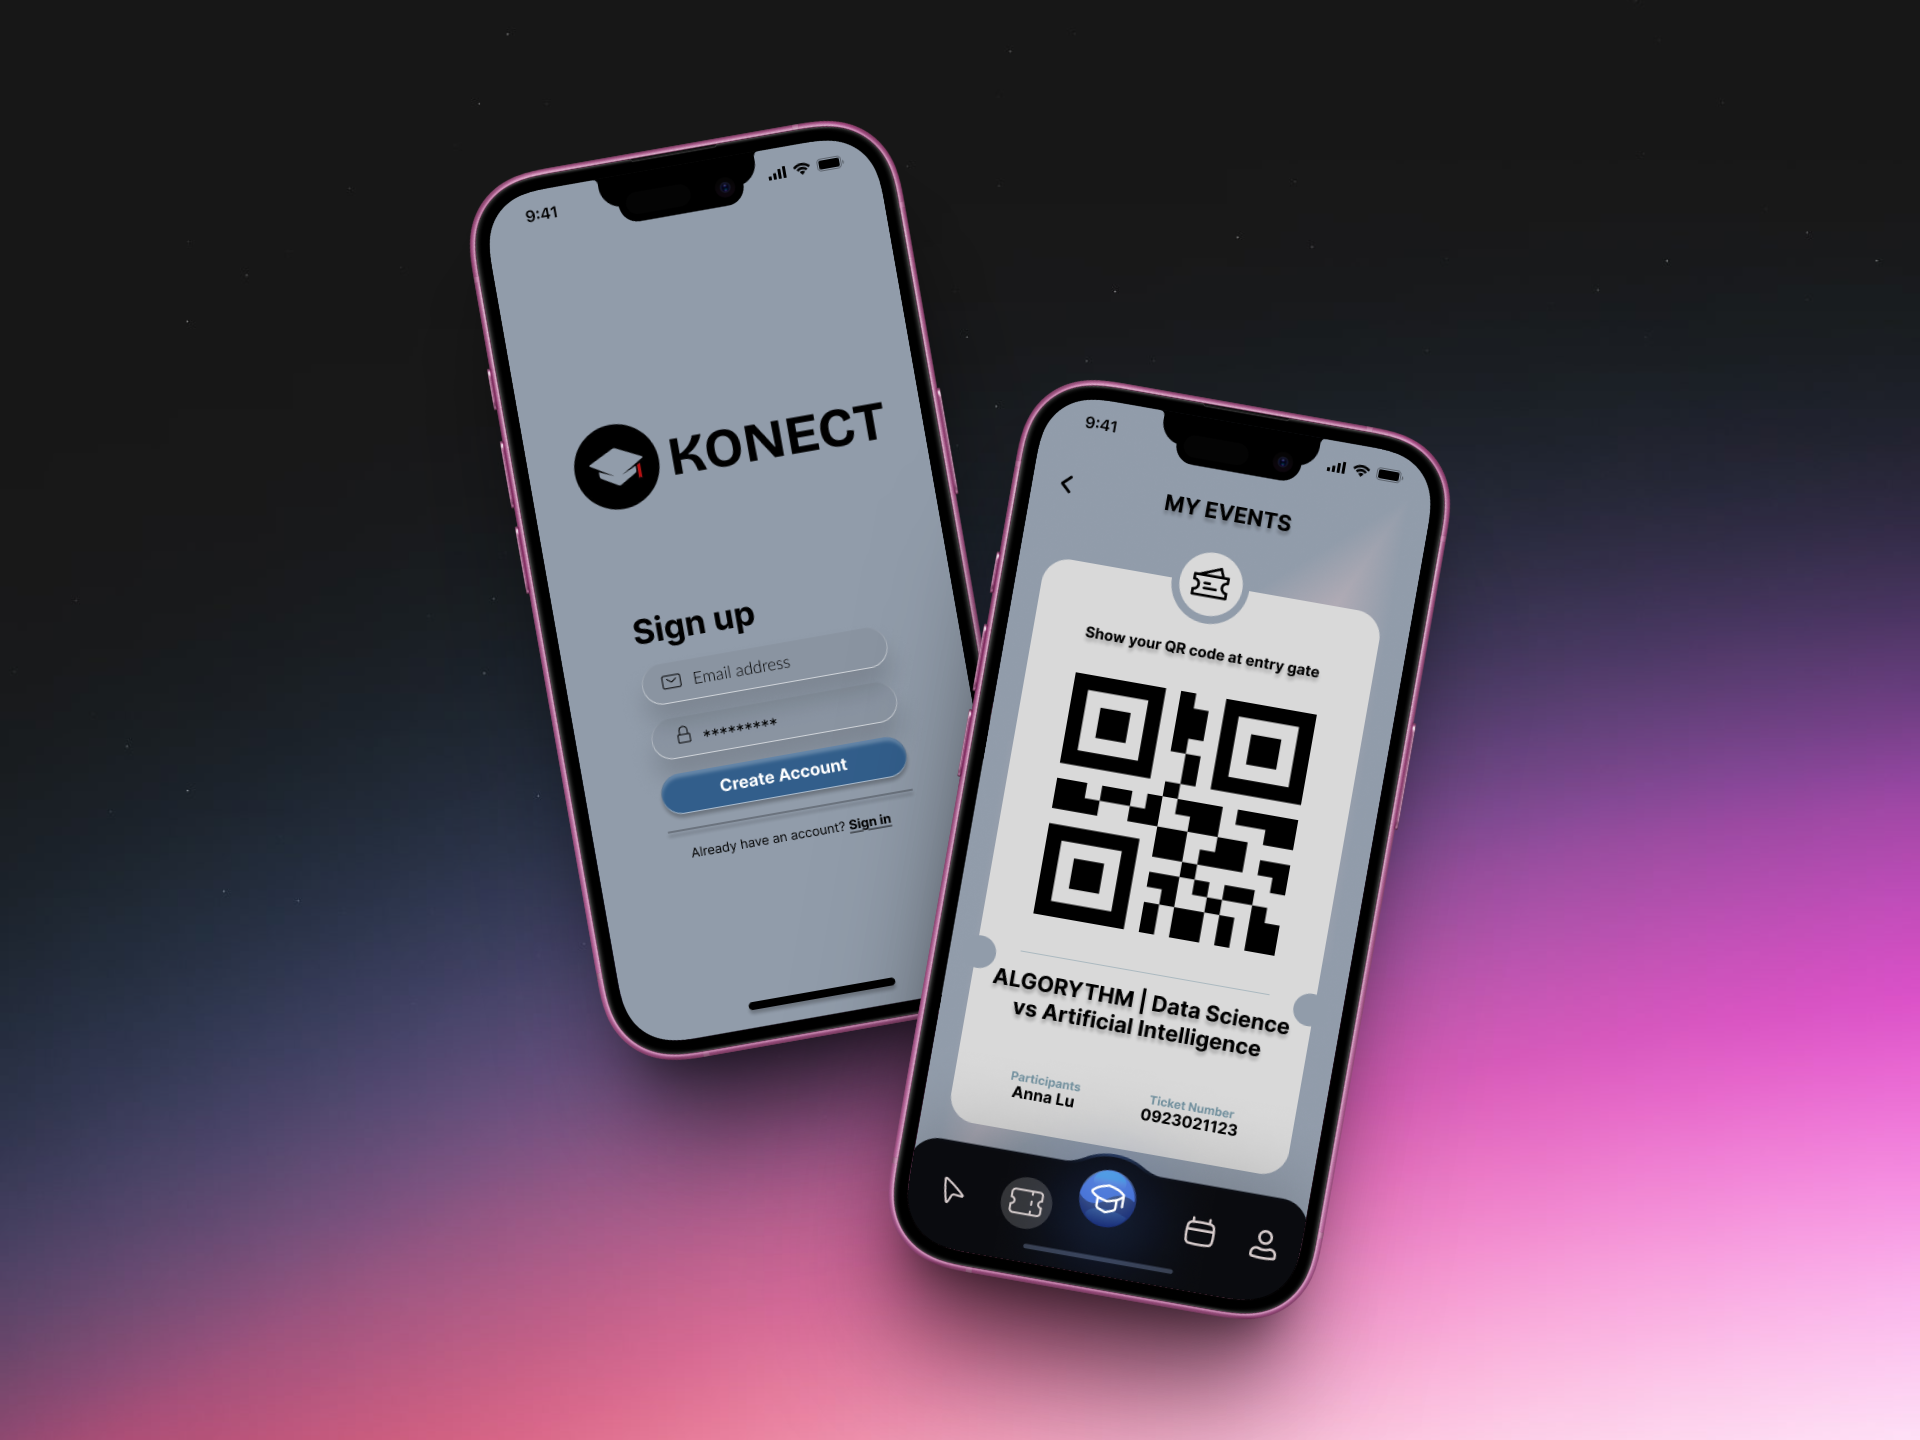 9:41
KONECT
Sign up
Email address
*********
Create Account
Already have an account? Sign in
9:41
MY EVENTS
Show your QR code at entry gate
ALGORYTHM | Data Science
vs Artificial Intelligence
Participants
Anna Lu
Ticket Number
0923021123